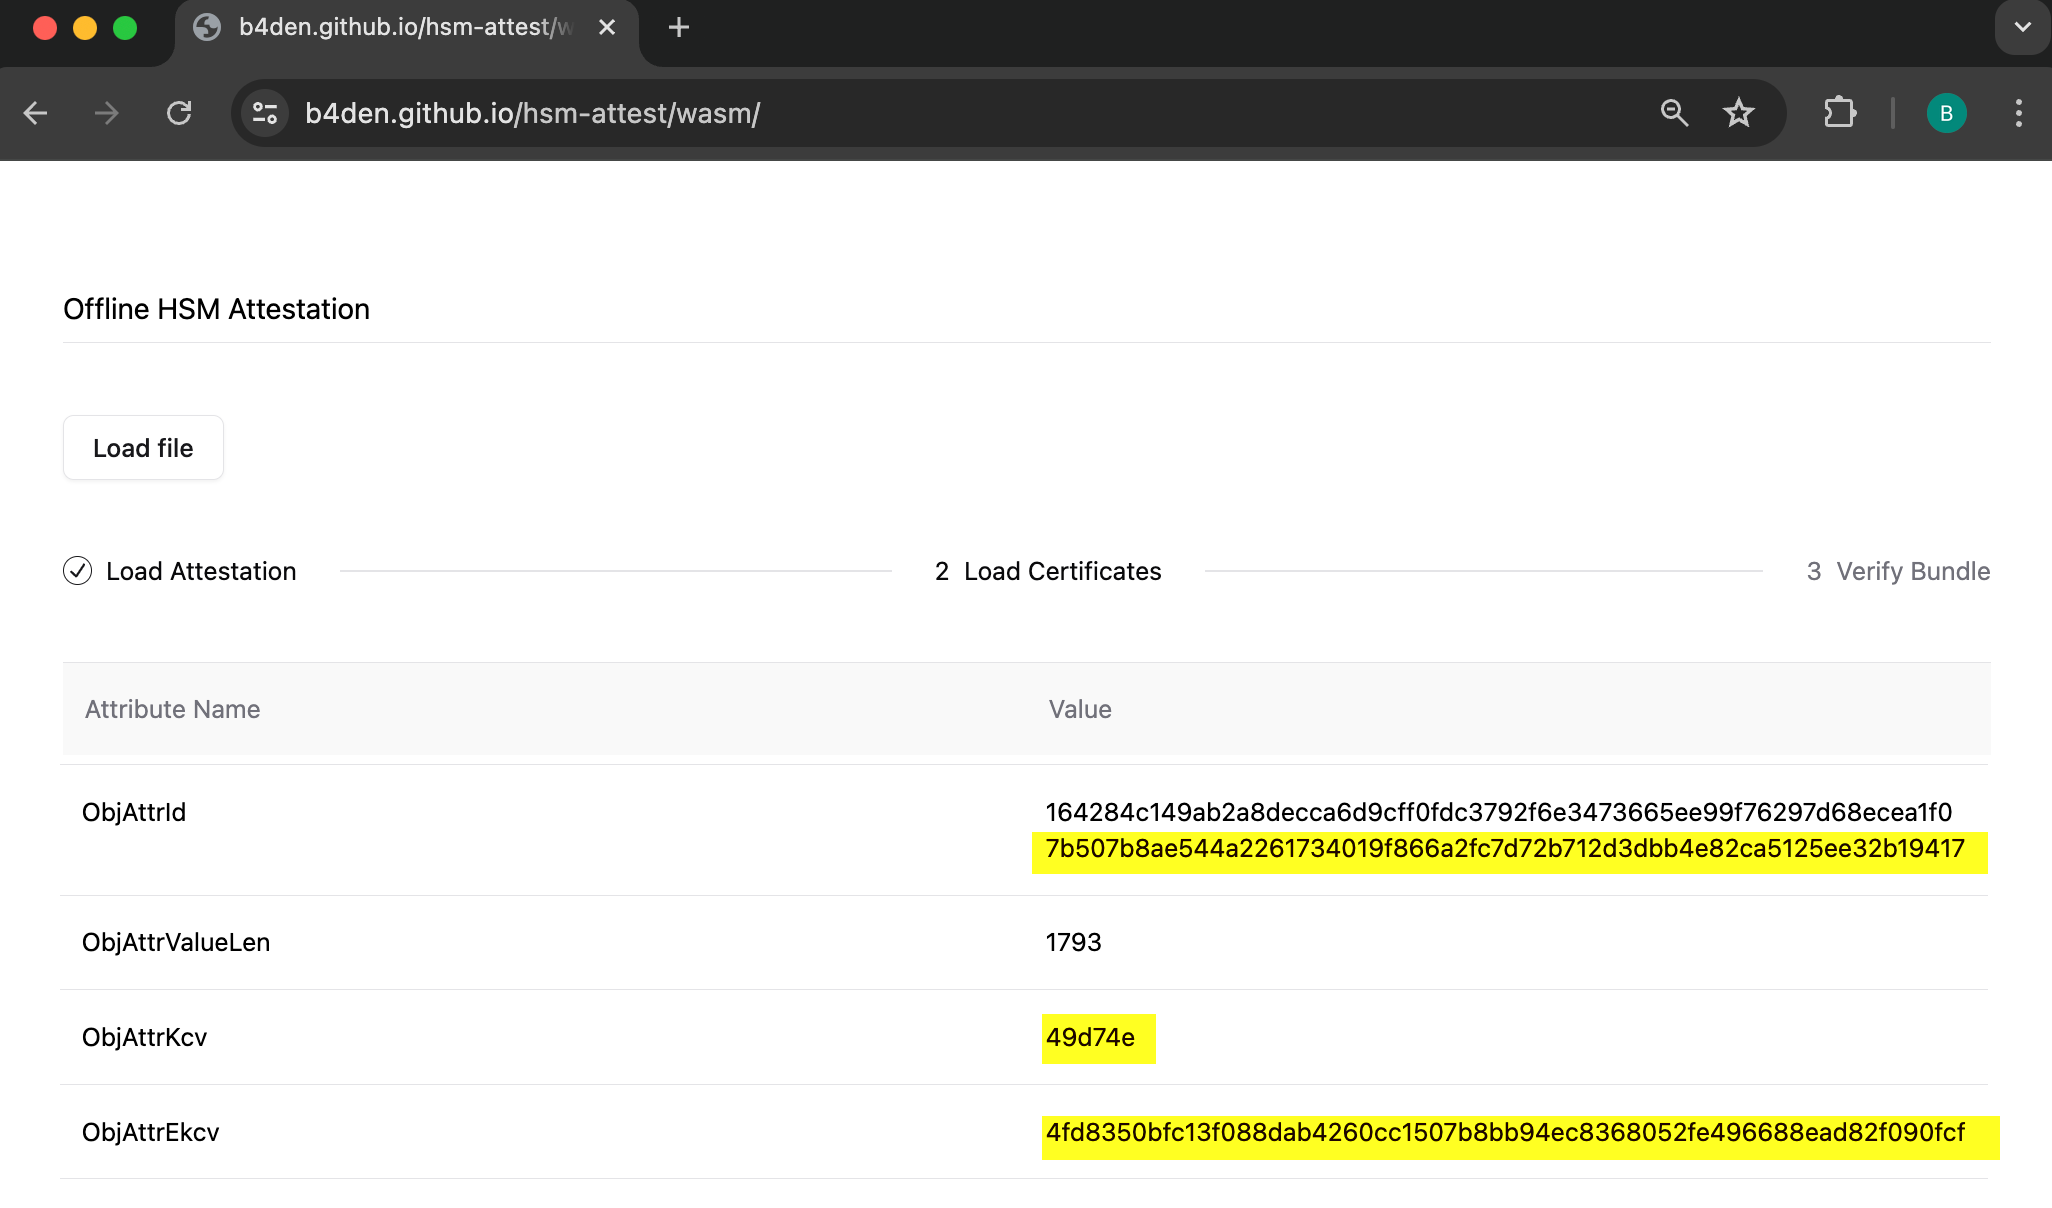 b4den.github.io/hsm-attest/w
b4den.github.io/hsm-attest/wasm/
B
Offline HSM Attestation
Load file
Load Attestation
2 Load Certificates
3 Verify Bundle
Attribute Name Value
ObjAttrId 164284c149ab2a8decca6d9cff0fdc3792f6e3473665ee99f76297d68ecea1f0
7b507b8ae544a2261734019f866a2fc7d72b712d3dbb4e82ca5125ee32b19417
ObjAttrValueLen 1793
ObjAttrKcv 49d74e
ObjAttrEkcv 4fd8350bfc13f088dab4260cc1507b8bb94ec8368052fe496688ead82f090fcf